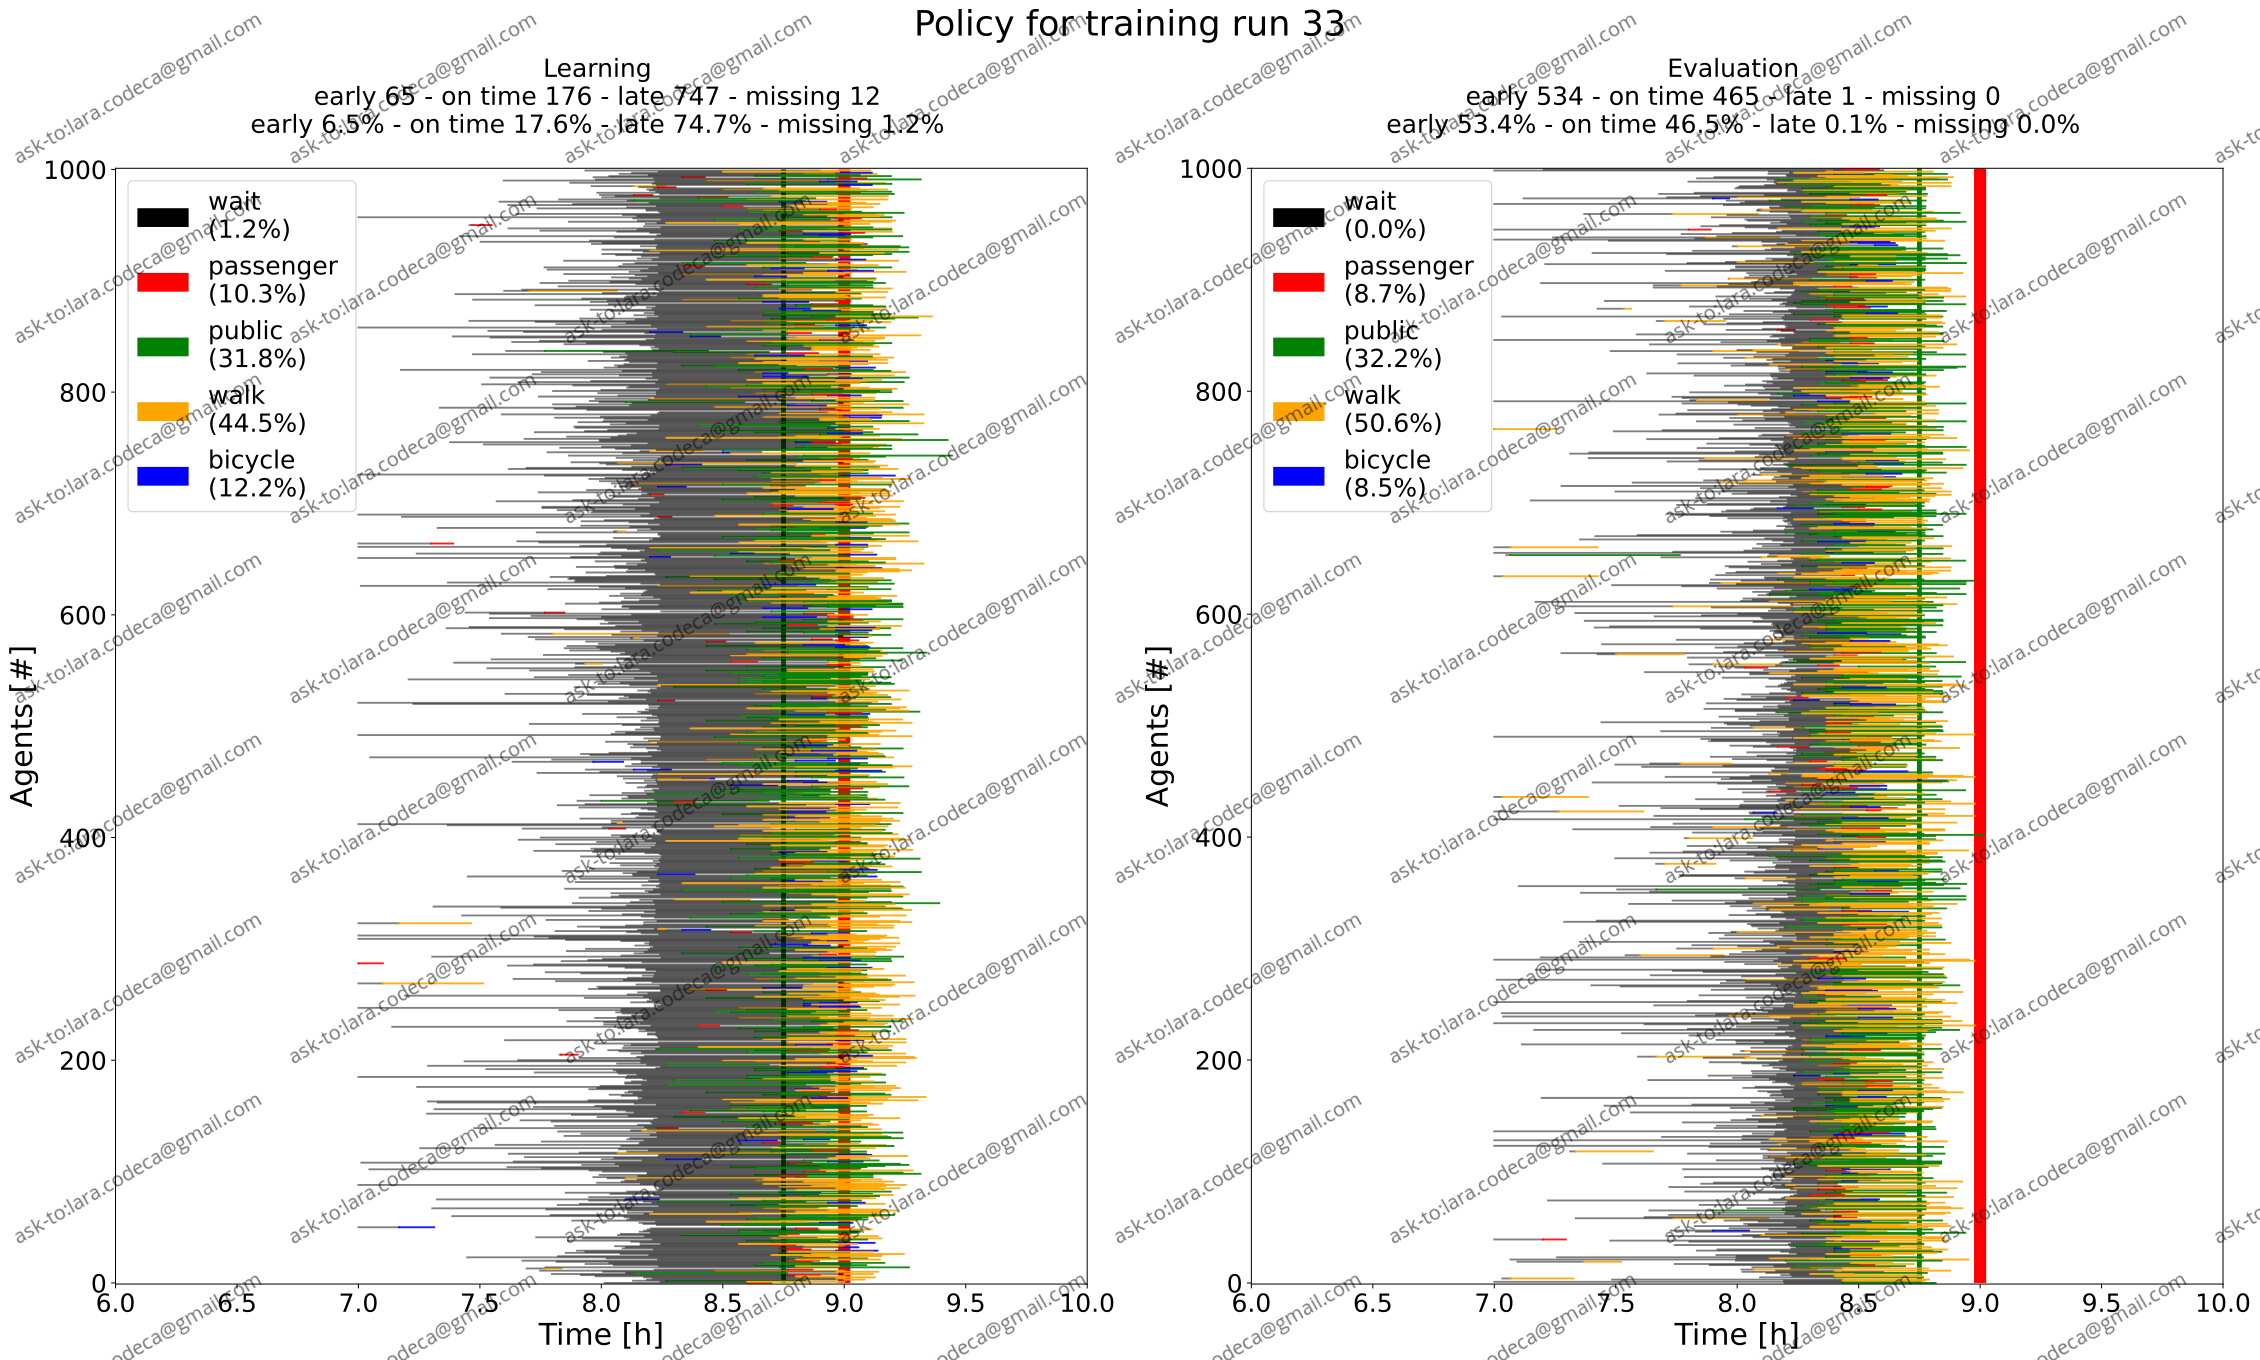 Policy for training run 33
Learning
early 65 - on time 176 - late 747 - missing 12
early 6.5% - on time 17.6% - late 74.7% - missing 1.2%
Evaluation
early 534 - on time 465 - late 1 - missing 0
early 53.4% - on time 46.5% - late 0.1% - missing 0.0%
wait
(1.2%)
passenger
(10.3%)
public
(31.8%)
walk
(44.5%)
bicycle
(12.2%)
1000
800
600
400
200
0
Agents [#]
6.0 6.5 7.0 7.5 8.0 8.5 9.0 9.5 10.0
Time [h]
wait
(0.0%)
passenger
(8.7%)
public
(32.2%)
walk
(50.6%)
bicycle
(8.5%)
1000
800
600
400
200
0
Agents [#]
6.0 6.5 7.0 7.5 8.0 8.5 9.0 9.5 10.0
Time [h]
ask-to:lara.codeca@gmail.com